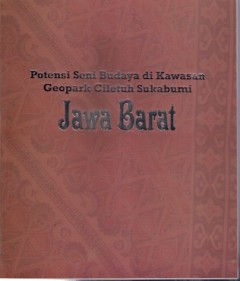 Potensi Seni Budaya di Kawasan
Geopark Ciletuh Sukabumi
Jawa Barat